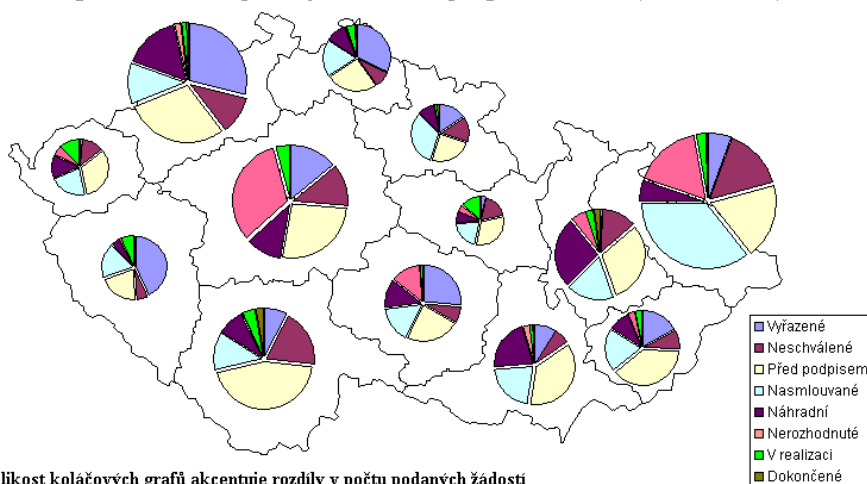 Vyřazené
Neschválené
Před podpisem
Nasmlouvané
Náhradní
Nerozhodnuté
V realizaci
Dokončené
likost koláčových grafů akcentuje rozdíly v počtu podaných žádostí